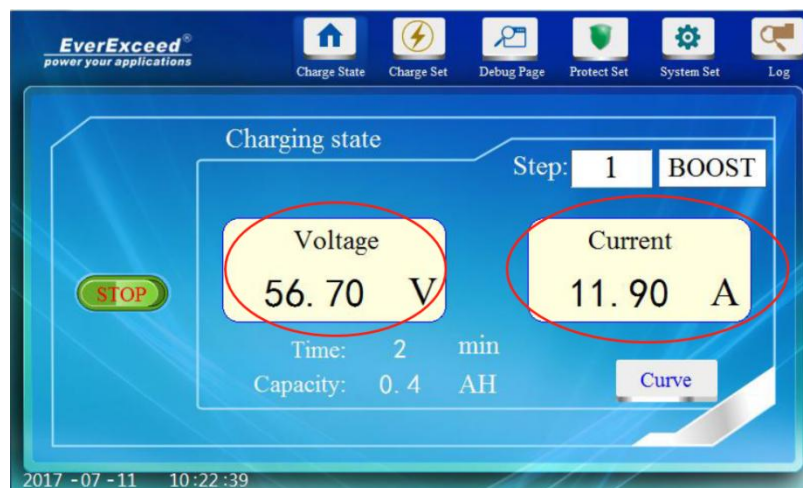 EverExceed®
power your applications
Charge State
Charge Set
Debug Page
Protect Set
System Set
Log
Charging state
Step: 1 BOOST
Voltage
56.70 V
Current
11.90 A
STOP
Time: 2 min
Capacity: 0.4 AH
Curve
2017-07-11 10:22:39